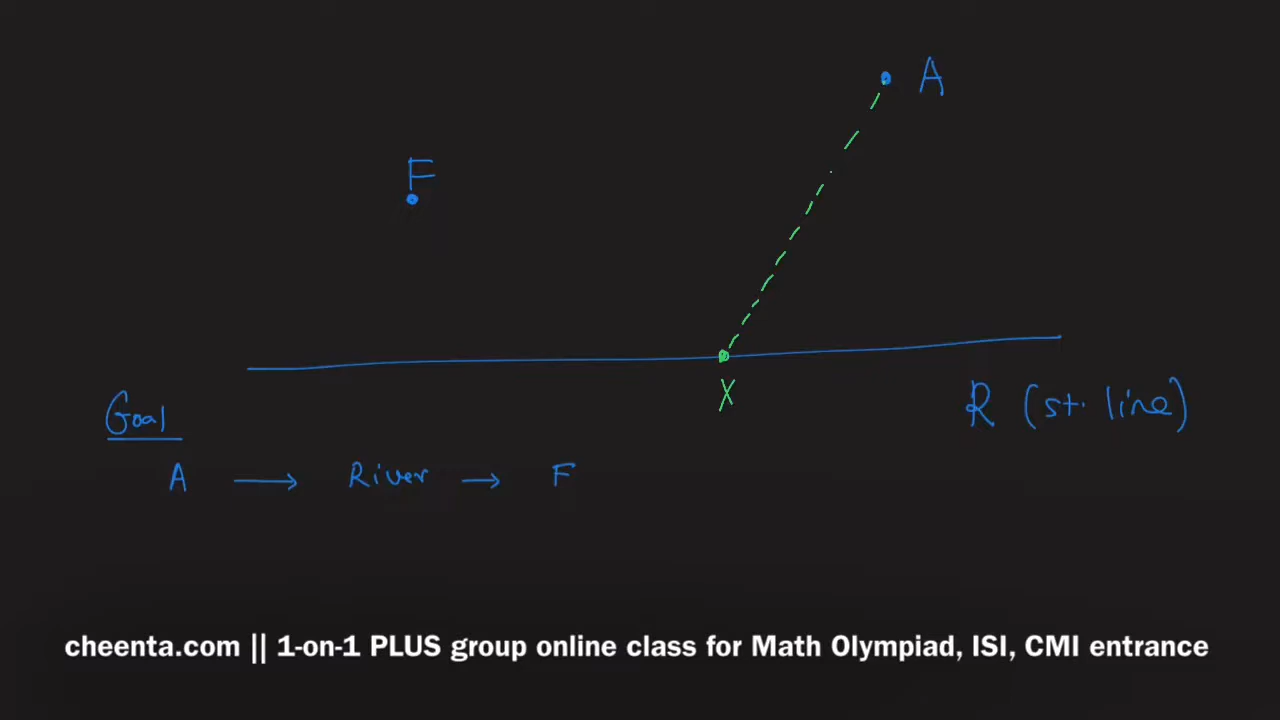 A
F
X
R (st. line)
Goal
A → River → F
cheenta.com || 1-on-1 PLUS group online class for Math Olympiad, ISI, CMI entrance